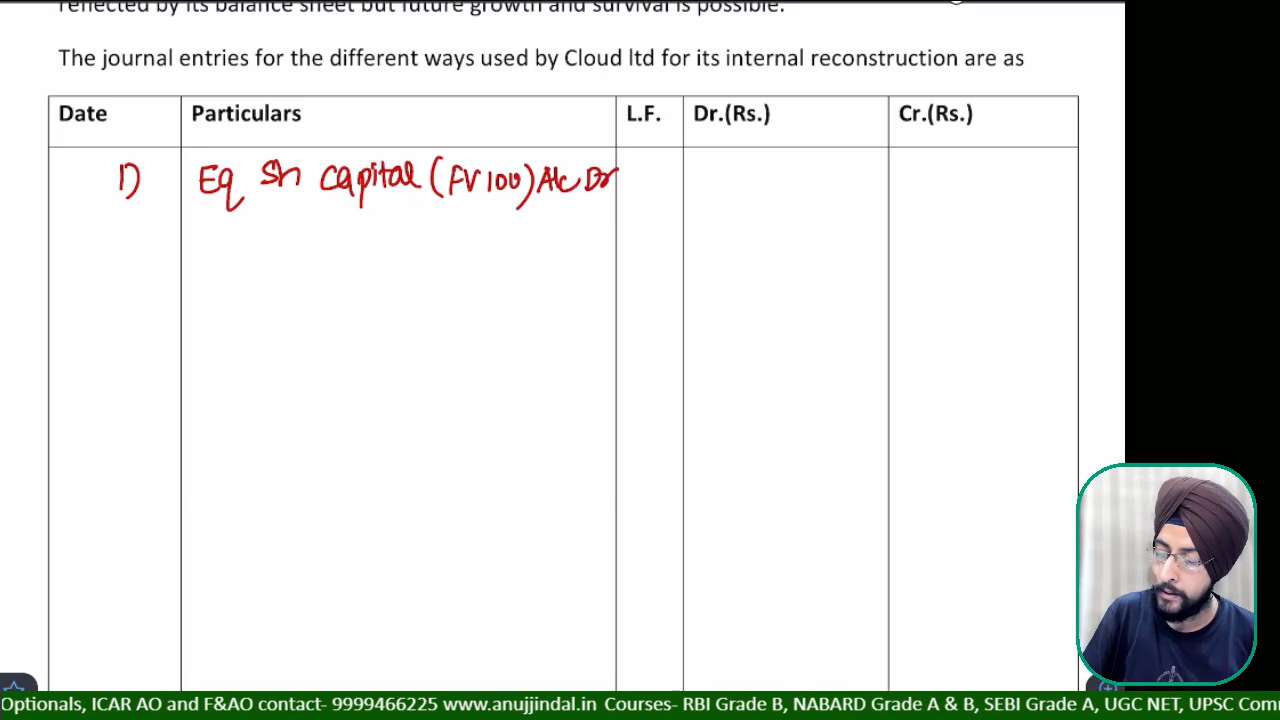 reflected by its balance sheet but future growth and survival is possible.
The journal entries for the different ways used by Cloud ltd for its internal reconstruction are as
Date Particulars L.F. Dr.(Rs.) Cr.(Rs.)
1) Eq Sh Capital (FV 100) A/c Dr
Optionals, ICAR AO and F&AO contact- 9999466225 www.anujjindal.in Courses- RBI Grade B, NABARD Grade A & B, SEBI Grade A, UGC NET, UPSC Com